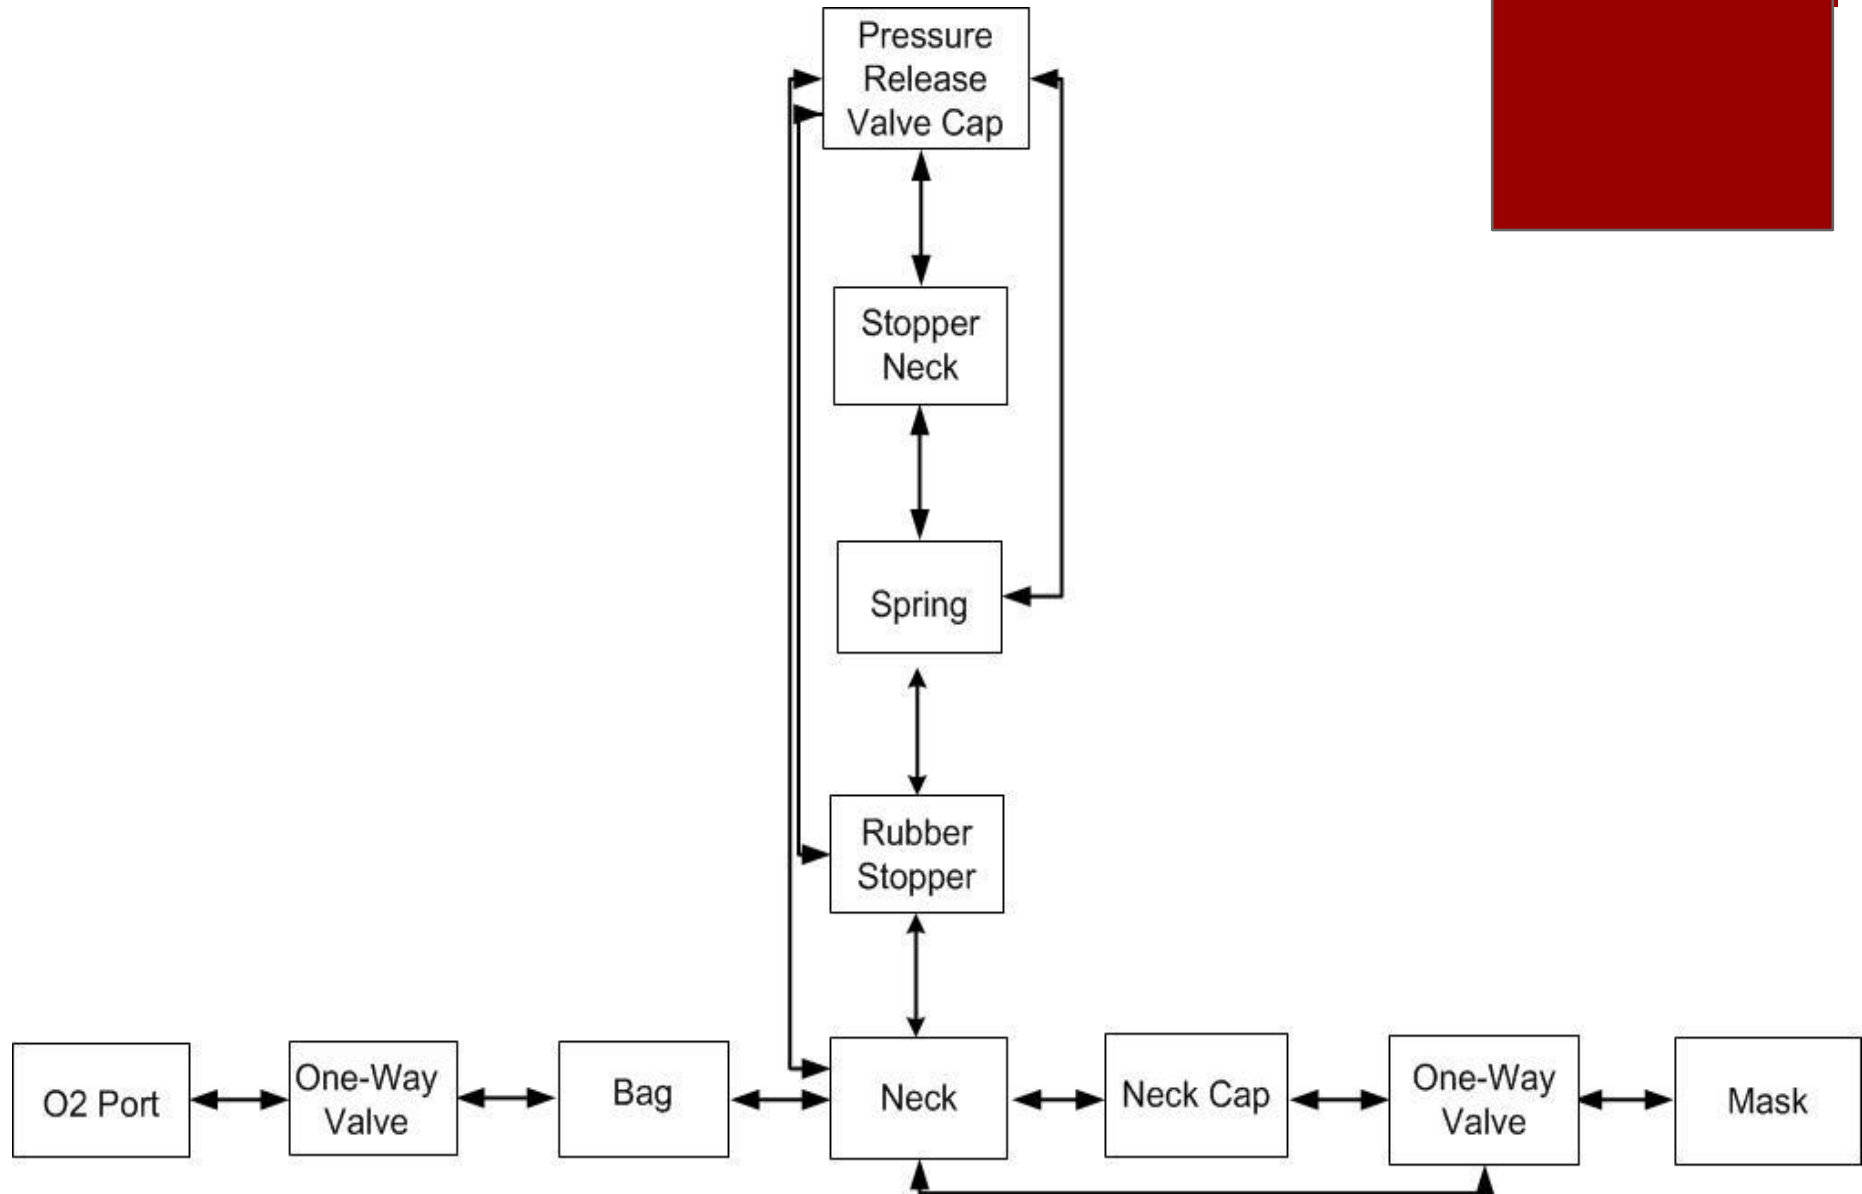 Pressure
Release
Valve Cap
Stopper
Neck
Spring
Rubber
Stopper
O2 Port
One-Way
Valve
Bag
Neck
Neck Cap
One-Way
Valve
Mask